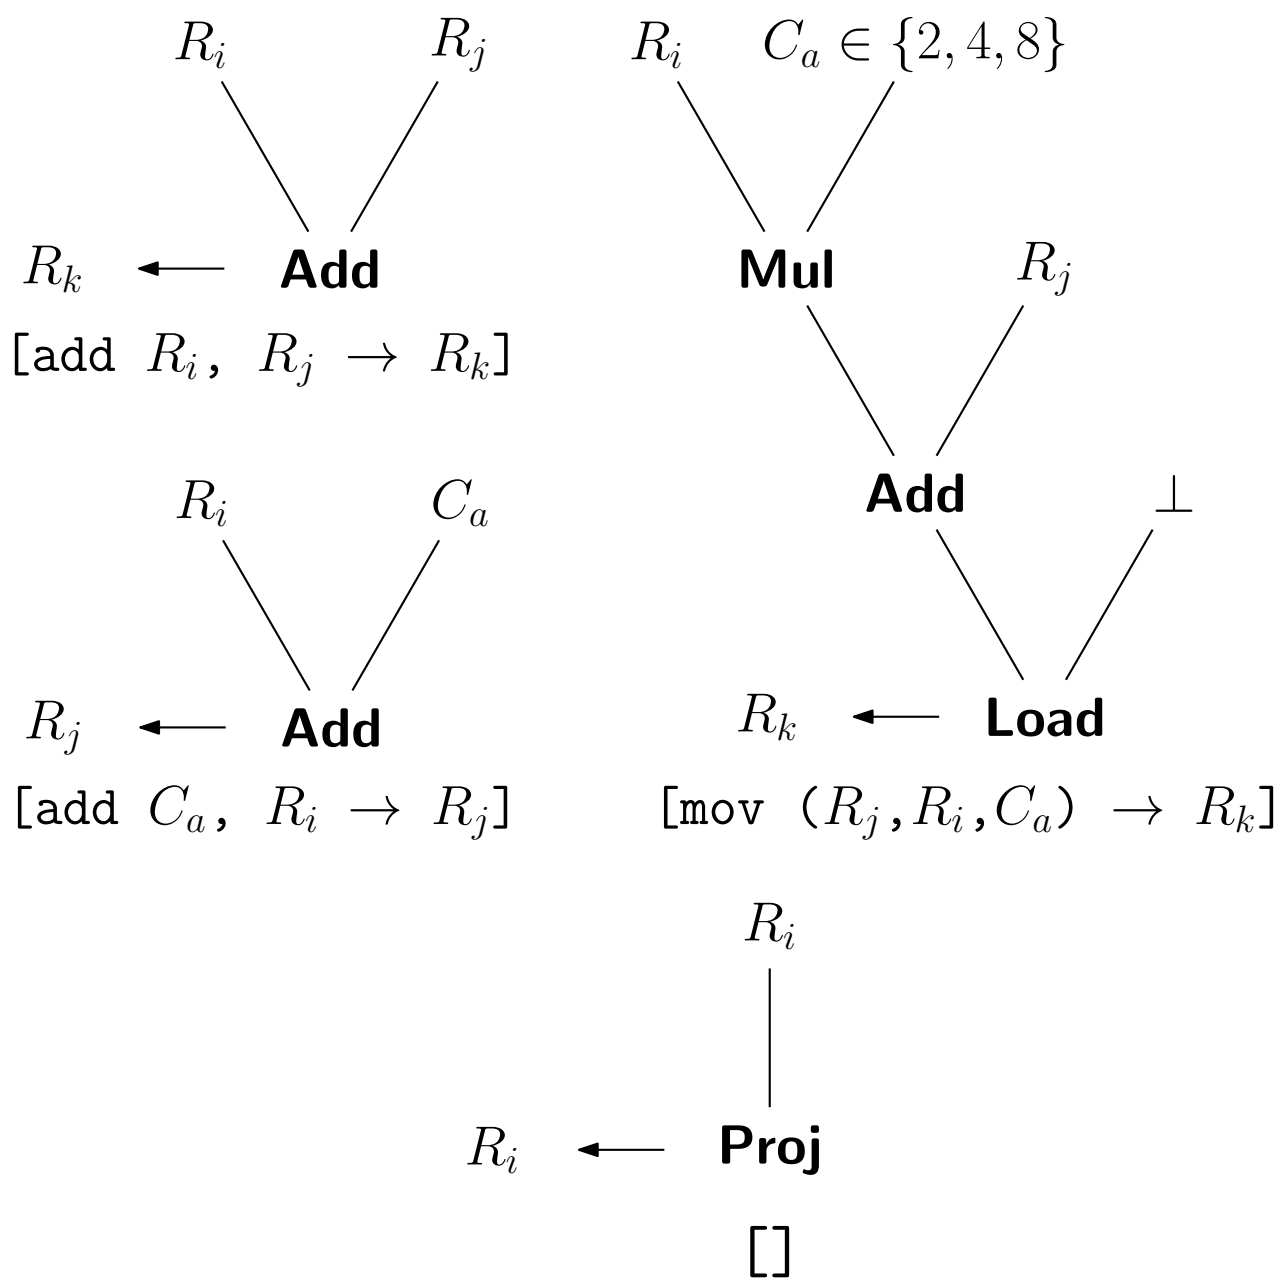 R_i R_j
R_k ← Add
[add R_i, R_j → R_k]
R_i C_a
R_j ← Add
[add C_a, R_i → R_j]
R_i C_a ∈ {2, 4, 8}
Mul R_j
Add ⊥
R_k ← Load
[mov (R_j,R_i,C_a) → R_k]
R_i
R_i ← Proj
[]